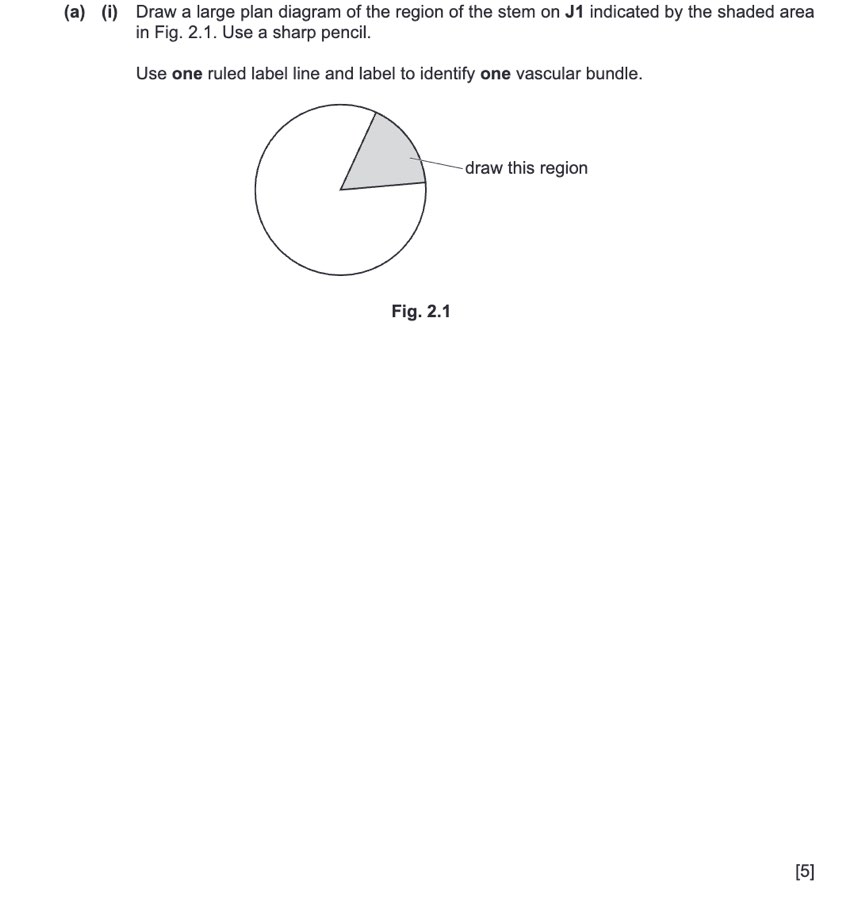 (a) (i) Draw a large plan diagram of the region of the stem on J1 indicated by the shaded area
in Fig. 2.1. Use a sharp pencil.
Use one ruled label line and label to identify one vascular bundle.
draw this region
Fig. 2.1
[5]